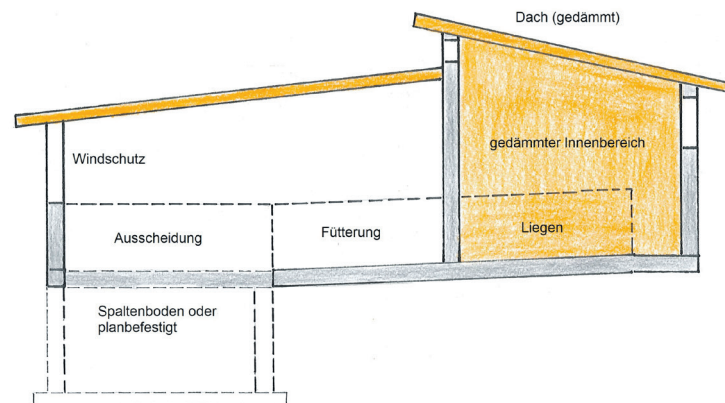 Dach (gedämmt)
Windschutz
gedämmter Innenbereich
Ausscheidung
Fütterung
Liegen
Spaltenboden oder
planbefestigt